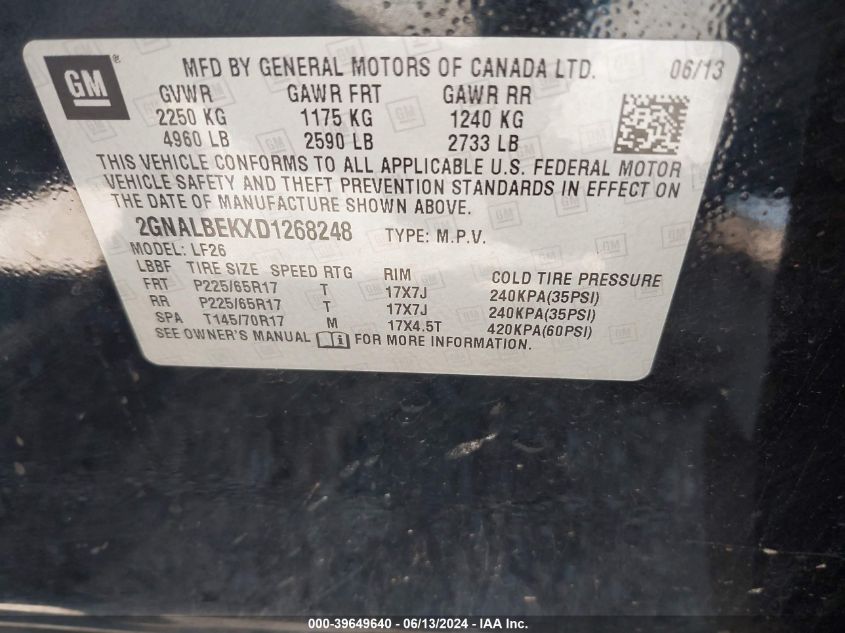 GM ®
MFD BY GENERAL MOTORS OF CANADA LTD. 06/13
GVWR GAWR FRT GAWR RR
2250 KG 1175 KG 1240 KG
4960 LB 2590 LB 2733 LB
THIS VEHICLE CONFORMS TO ALL APPLICABLE U.S. FEDERAL MOTOR
VEHICLE SAFETY AND THEFT PREVENTION STANDARDS IN EFFECT ON
THE DATE OF MANUFACTURE SHOWN ABOVE.
2GNALBEKXD1268248 TYPE: M.P.V.
MODEL: LF26
LBBF TIRE SIZE SPEED RTG RIM COLD TIRE PRESSURE
FRT P225/65R17 T 17X7J 240KPA(35PSI)
RR P225/65R17 T 17X7J 240KPA(35PSI)
SPA T145/70R17 M 17X4.5T 420KPA(60PSI)
SEE OWNER'S MANUAL i FOR MORE INFORMATION.
000-39649640 - 06/13/2024 - IAA Inc.